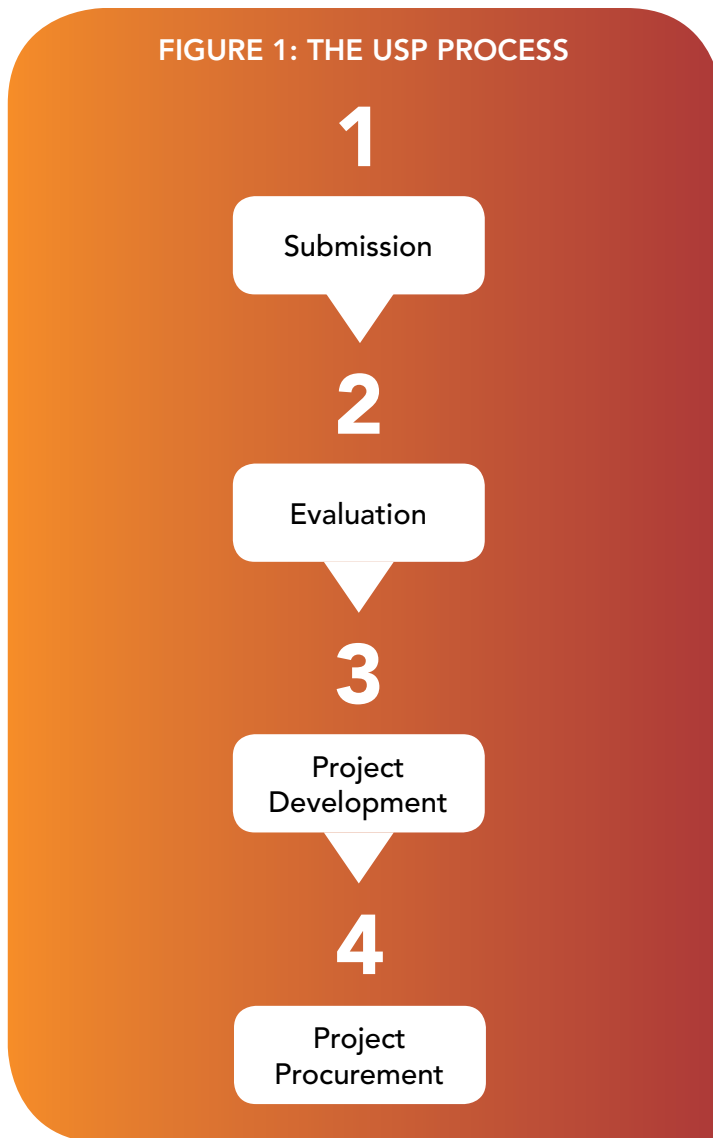 FIGURE 1: THE USP PROCESS
1
Submission
2
Evaluation
3
Project
Development
4
Project
Procurement